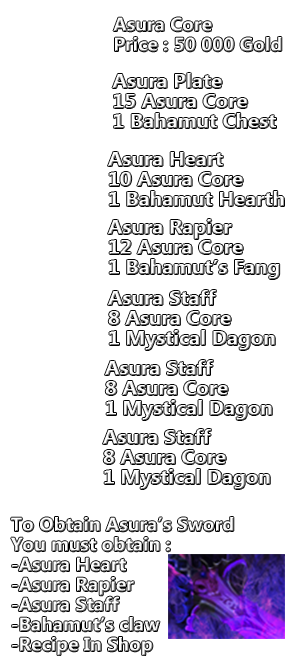 Asura Core
Price : 50 000 Gold
Asura Plate
15 Asura Core
1 Bahamut Chest
Asura Heart
10 Asura Core
1 Bahamut Hearth
Asura Rapier
12 Asura Core
1 Bahamut's Fang
Asura Staff
8 Asura Core
1 Mystical Dagon
Asura Staff
8 Asura Core
1 Mystical Dagon
Asura Staff
8 Asura Core
1 Mystical Dagon
To Obtain Asura's Sword
You must obtain :
-Asura Heart
-Asura Rapier
-Asura Staff
-Bahamut's claw
-Recipe In Shop